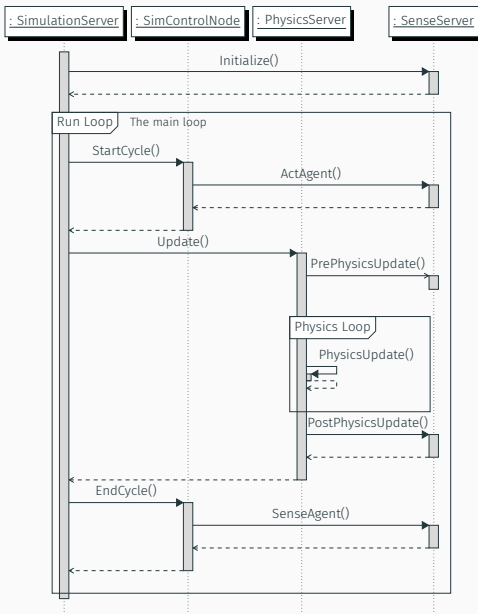 : SimulationServer
: SimControlNode
: PhysicsServer
: SenseServer
Initialize()
Run Loop
The main loop
StartCycle()
ActAgent()
Update()
PrePhysicsUpdate()
Physics Loop
PhysicsUpdate()
PostPhysicsUpdate()
EndCycle()
SenseAgent()